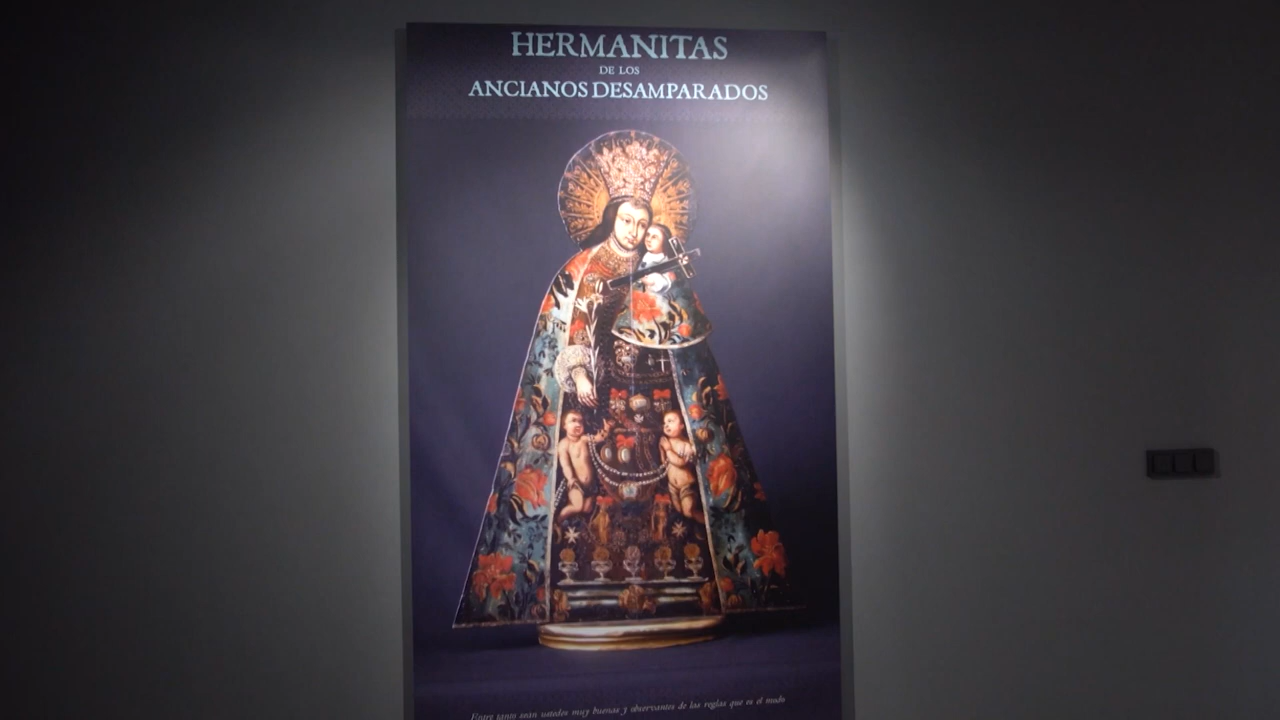 HERMANITAS
DE LOS
ANCIANOS DESAMPARADOS
Entre tanto sean ustedes muy buenas y observantes de las reglas que es el modo